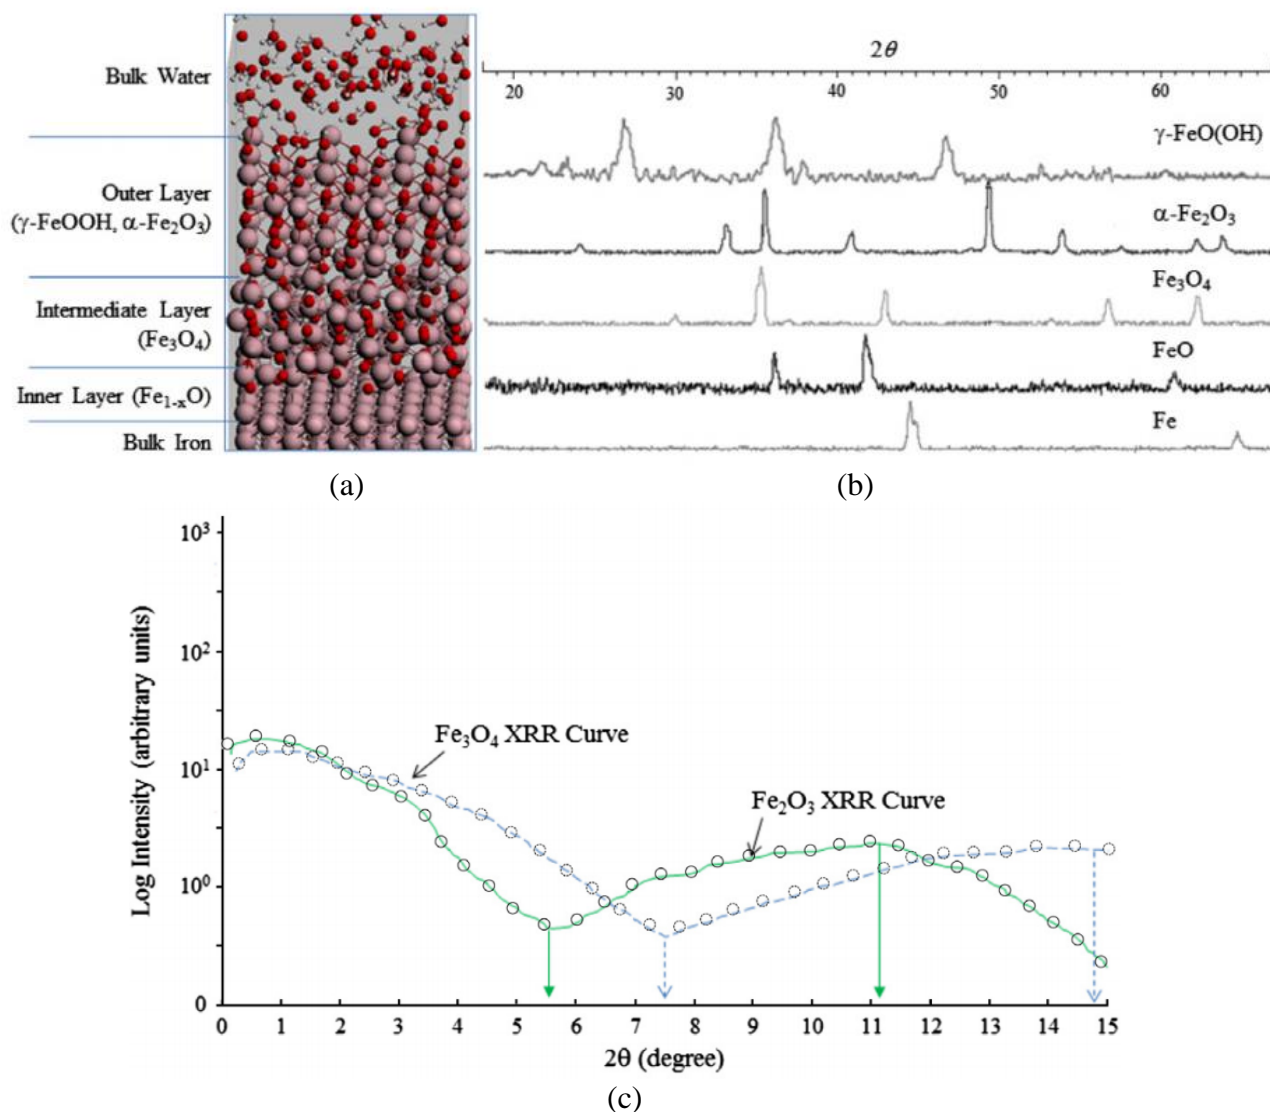 Bulk Water
Outer Layer
(γ-FeOOH, α-Fe₂O₃)
Intermediate Layer
(Fe₃O₄)
Inner Layer (Fe₁₋ₓO)
Bulk Iron
(a)
2θ
20 30 40 50 60
γ-FeO(OH)
α-Fe₂O₃
Fe₃O₄
FeO
Fe
(b)
Log Intensity (arbitrary units)
10³
10²
10¹
10⁰
0
Fe₃O₄ XRR Curve
Fe₂O₃ XRR Curve
0 1 2 3 4 5 6 7 8 9 10 11 12 13 14 15
2θ (degree)
(c)